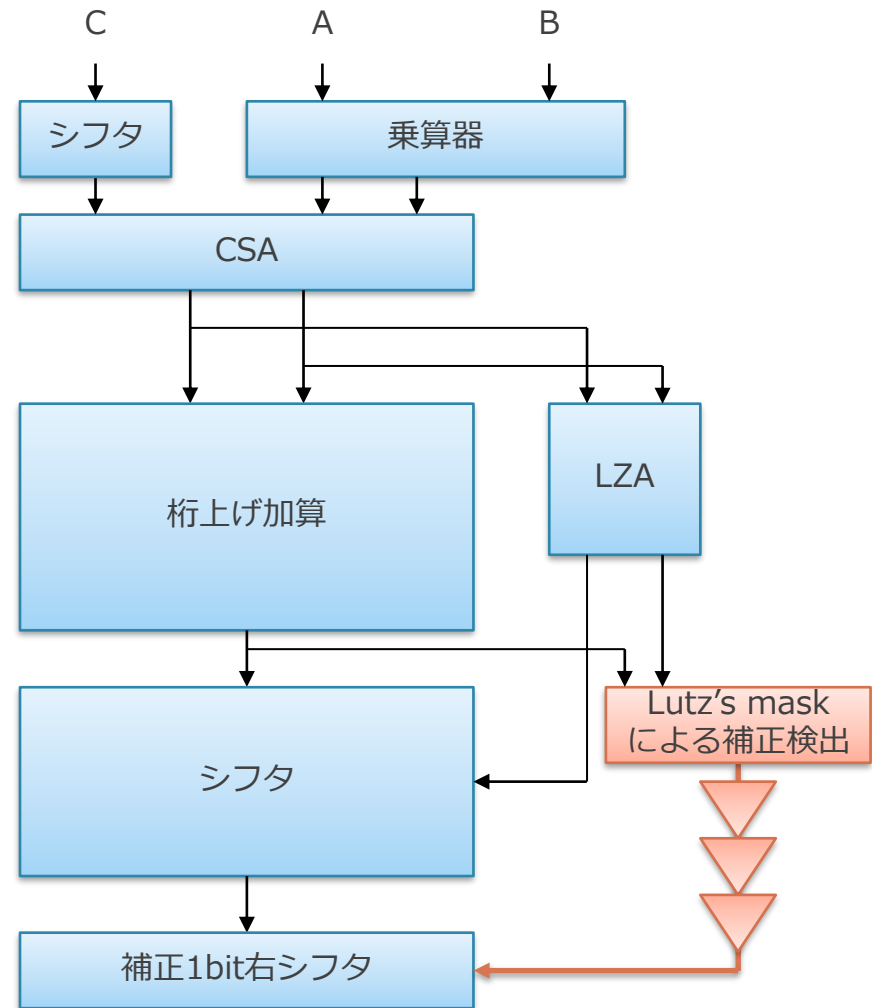 C
A
B
シフタ
乗算器
CSA
桁上げ加算
LZA
Lutz's mask
による補正検出
シフタ
補正1bit右シフタ